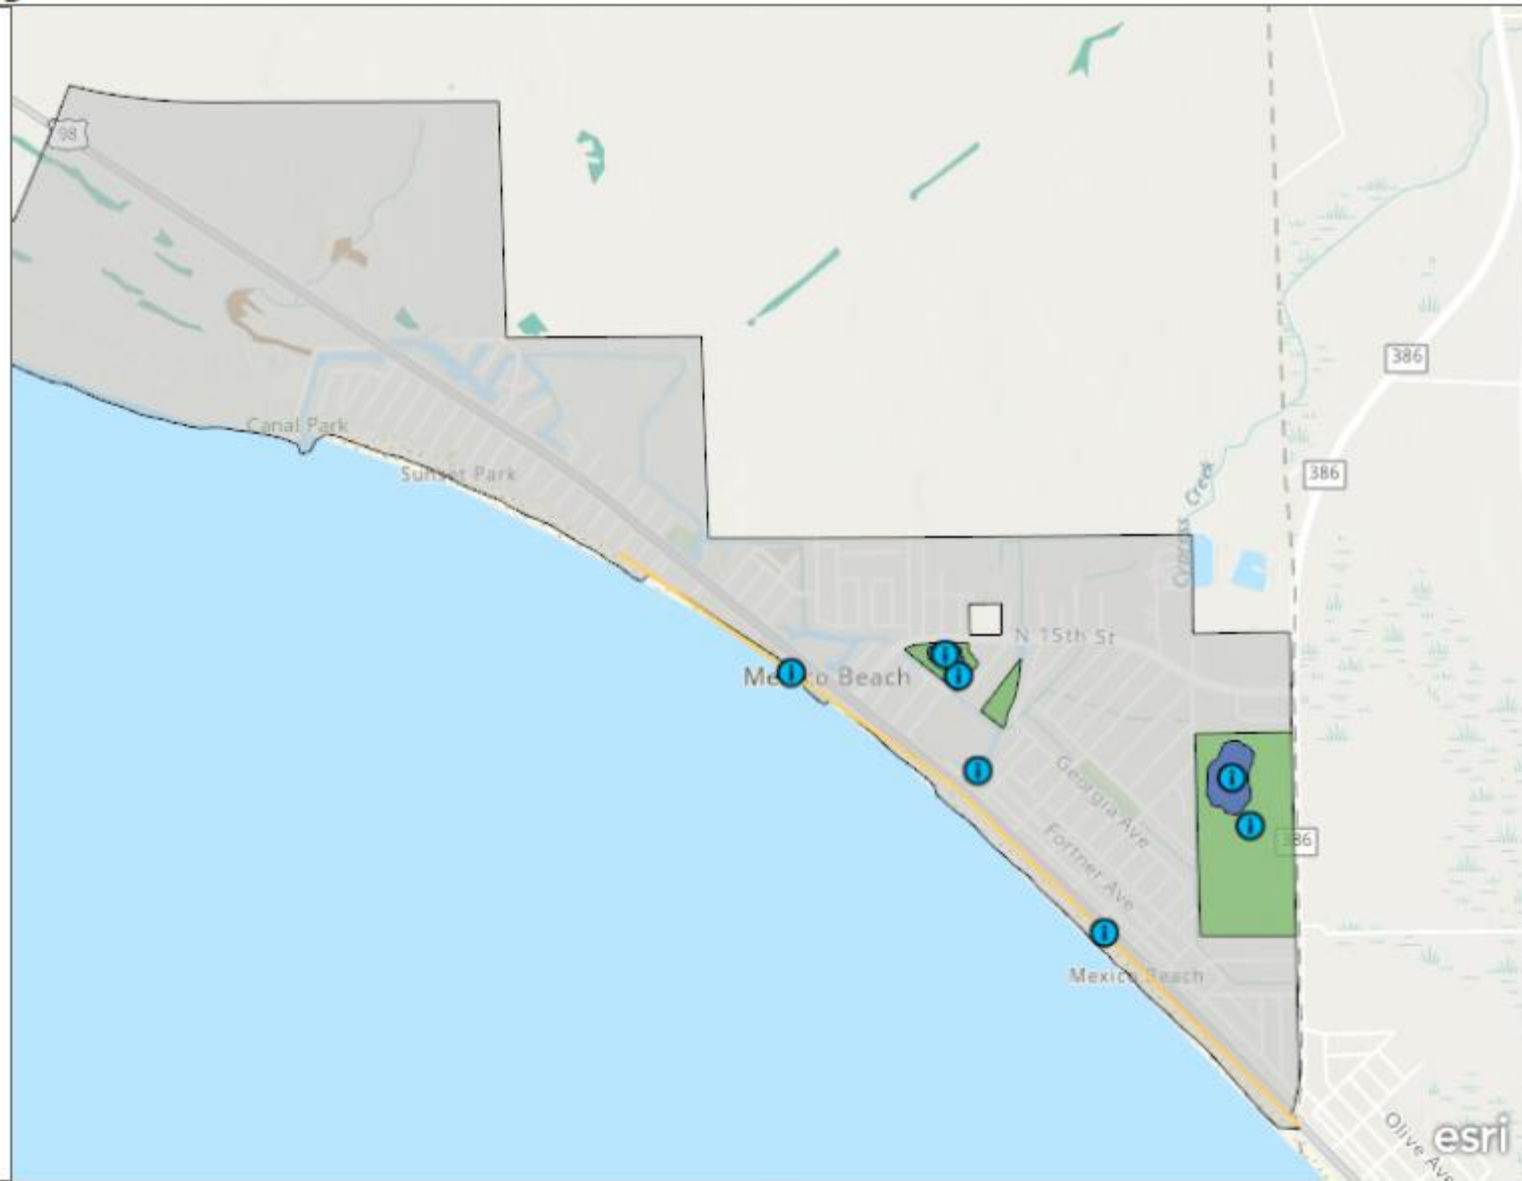 98
386
Canal Park
Sunset Park
386
Cypress Creek
N 15th St
Mexico Beach
Georgia Ave
Fortner Ave
386
Mexico Beach
Olive Ave
esri